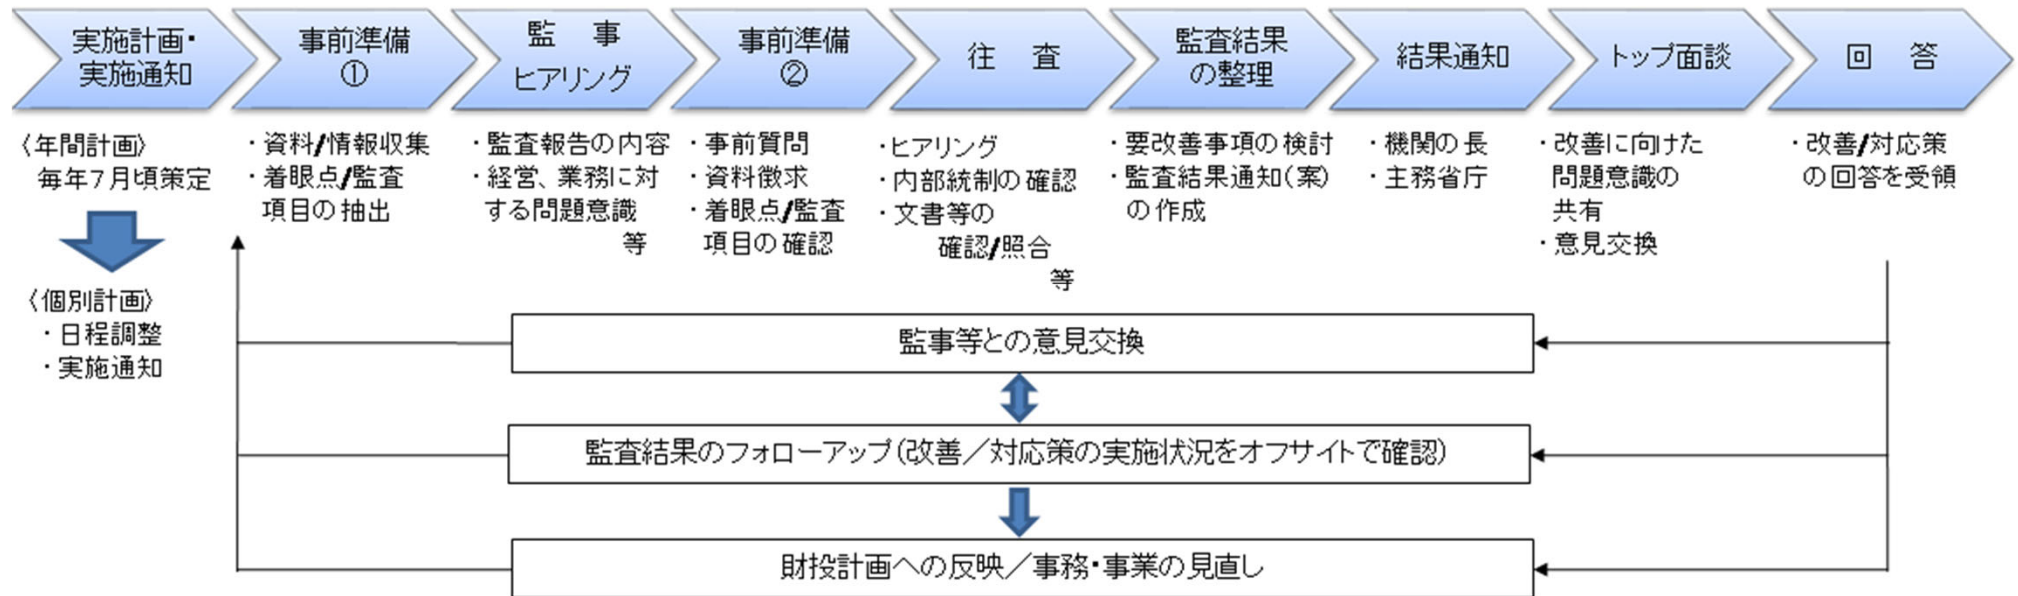 実施計画・
実施通知
事前準備
①
監　事
ヒアリング
事前準備
②
往　査
監査結果
の整理
結果通知
トップ面談
回　答
〈年間計画〉
毎年７月頃策定
〈個別計画〉
・日程調整
・実施通知
・資料/情報収集
・着眼点/監査
項目の抽出
・監査報告の内容
・経営、業務に対
する問題意識
等
・事前質問
・資料徴求
・着眼点/監査
項目の確認
・ヒアリング
・内部統制の確認
・文書等の
確認/照合
等
・要改善事項の検討
・監査結果通知(案)
の作成
・機関の長
・主務省庁
・改善に向けた
問題意識の
共有
・意見交換
・改善/対応策
の回答を受領
監事等との意見交換
監査結果のフォローアップ(改善／対応策の実施状況をオフサイトで確認)
財投計画への反映／事務・事業の見直し